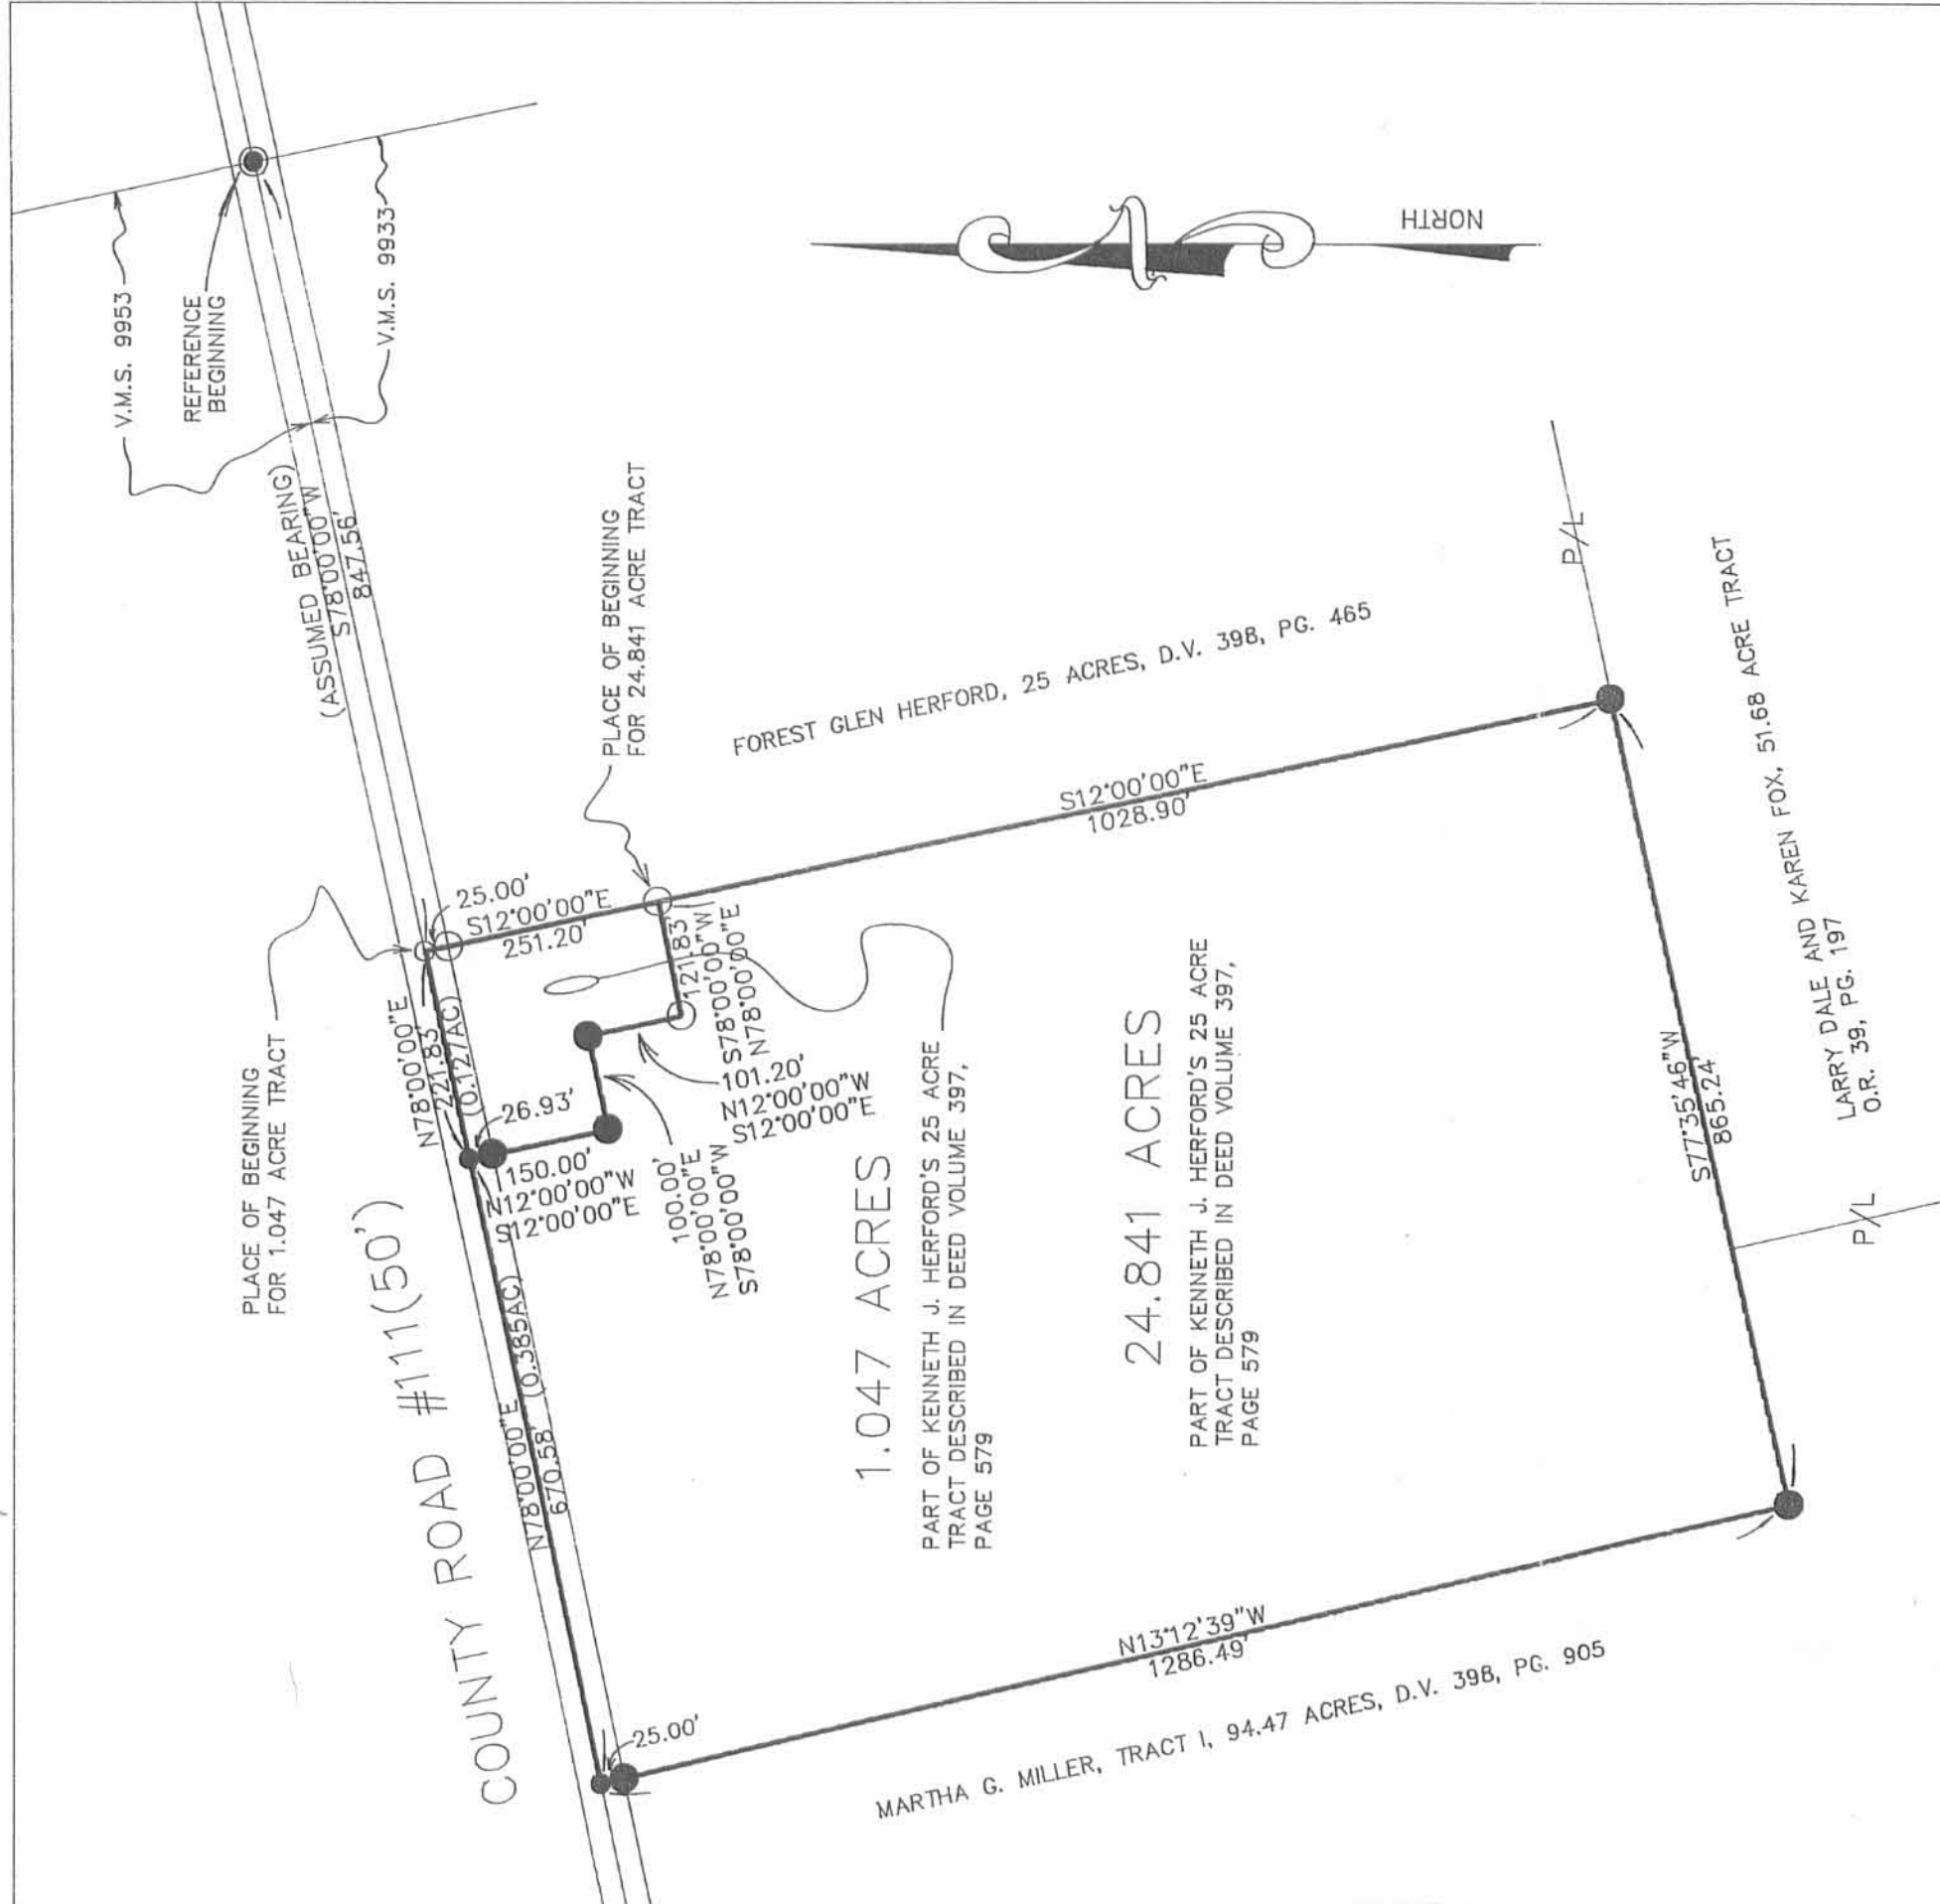 V.M.S. 9953
REFERENCE
BEGINNING
V.M.S. 9933
NORTH
(ASSUMED BEARING)
S78°00'00"W
847.56'
PLACE OF BEGINNING
FOR 24.841 ACRE TRACT
FOREST GLEN HERFORD, 25 ACRES, D.V. 398, PG. 465
P/L
S12°00'00"E
1028.90'
25.00'
S12°00'00"E
251.20'
121.83'
S78°00'00"W
N78°00'00"E
101.20'
N12°00'00"W
S12°00'00"E
PLACE OF BEGINNING
FOR 1.047 ACRE TRACT
N78°00'00"E
221.83'
(0.127AC)
26.93'
150.00'
N12°00'00"W
S12°00'00"E
100.00'
N78°00'00"E
S78°00'00"W
COUNTY ROAD #111(50')
N78°00'00"E
670.58' (0.385AC)
1.047 ACRES
PART OF KENNETH J. HERFORD'S 25 ACRE
TRACT DESCRIBED IN DEED VOLUME 397,
PAGE 579
24.841 ACRES
PART OF KENNETH J. HERFORD'S 25 ACRE
TRACT DESCRIBED IN DEED VOLUME 397,
PAGE 579
S77°35'46"W
865.24'
LARRY DALE AND KAREN FOX, 51.68 ACRE TRACT
O.R. 39, PG. 197
P/L
N13°12'39"W
1286.49'
25.00'
MARTHA G. MILLER, TRACT I, 94.47 ACRES, D.V. 398, PG. 905